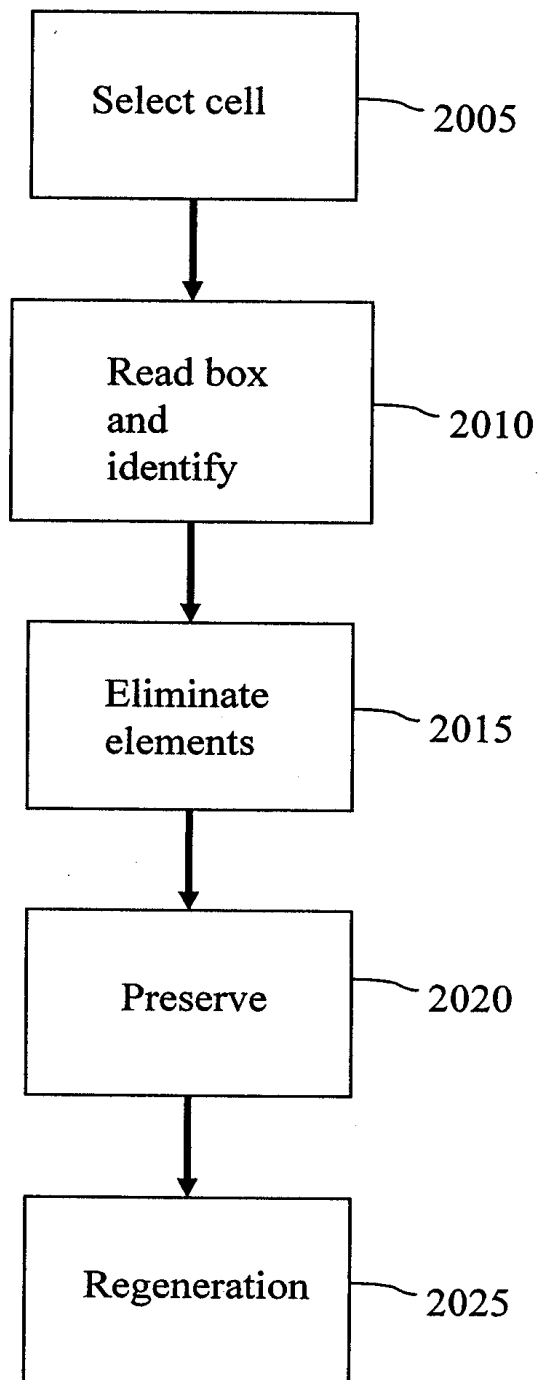 Select cell
2005
Read box
and
identify
2010
Eliminate
elements
2015
Preserve
2020
Regeneration
2025